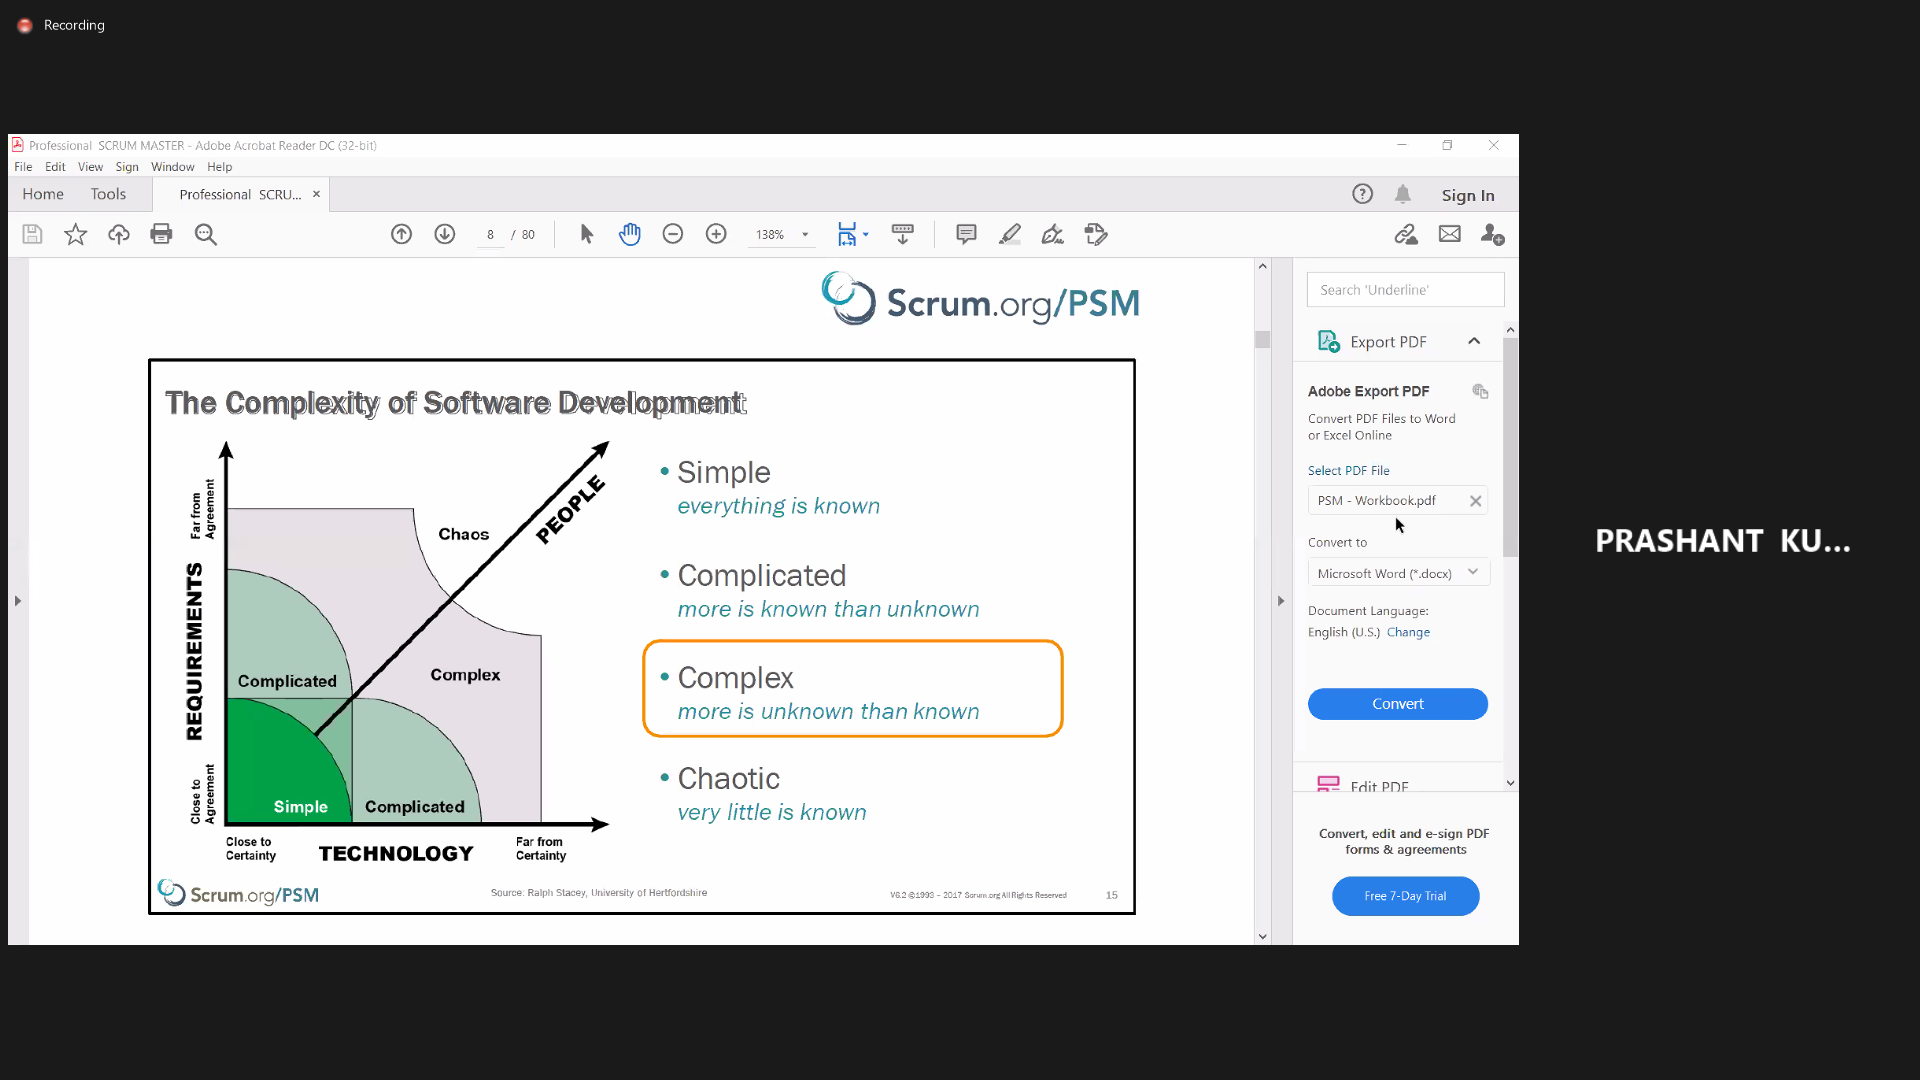 Recording
Professional SCRUM MASTER - Adobe Acrobat Reader DC (32-bit)
File Edit View Sign Window Help
Home Tools Professional SCRU... Sign In
8 / 80 138%
Scrum.org/PSM
The Complexity of Software Development
REQUIREMENTS
Far from Agreement
Close to Agreement
Chaos
PEOPLE
Complicated
Complex
Simple
Complicated
Close to Certainty
TECHNOLOGY
Far from Certainty
• Simple
everything is known
• Complicated
more is known than unknown
• Complex
more is unknown than known
• Chaotic
very little is known
Scrum.org/PSM
Source: Ralph Stacey, University of Hertfordshire
V6.2 ©1993 – 2017 Scrum.org All Rights Reserved
15
Search 'Underline'
Export PDF
Adobe Export PDF
Convert PDF Files to Word
or Excel Online
Select PDF File
PSM - Workbook.pdf
Convert to
Microsoft Word (*.docx)
Document Language:
English (U.S.) Change
Convert
Edit PDF
Convert, edit and e-sign PDF
forms & agreements
Free 7-Day Trial
PRASHANT KU...